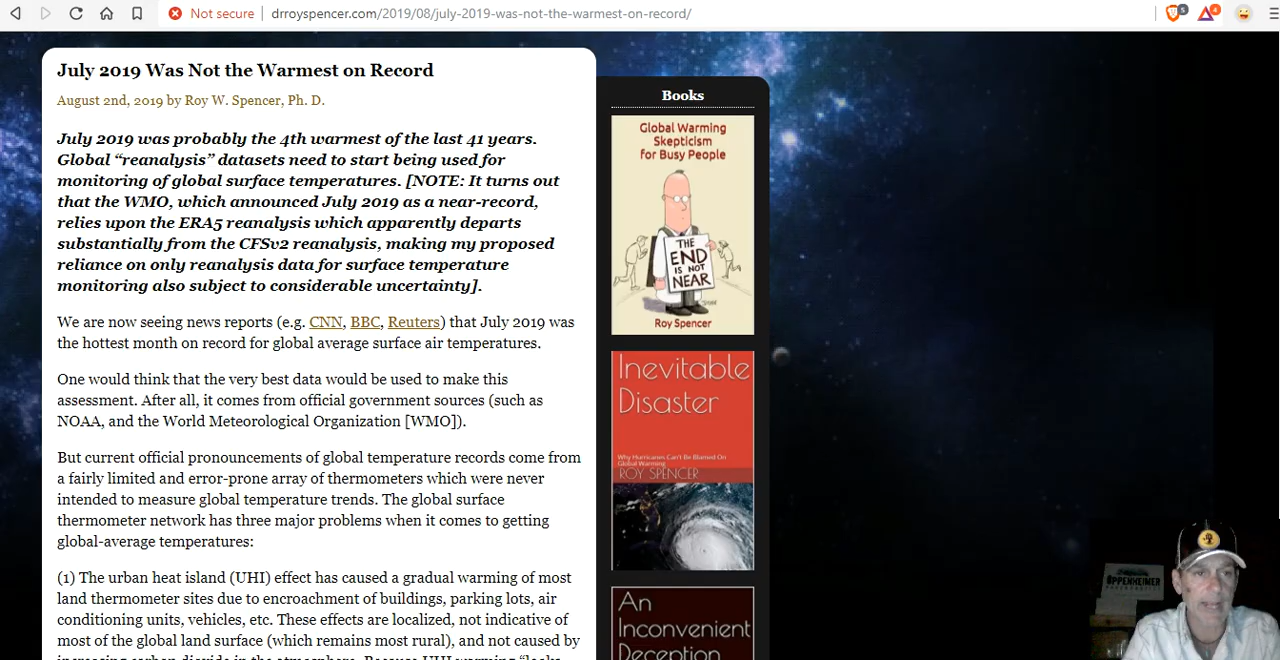 Not secure
drroyspencer.com/2019/08/july-2019-was-not-the-warmest-on-record/
5
4
July 2019 Was Not the Warmest on Record
August 2nd, 2019 by Roy W. Spencer, Ph. D.
July 2019 was probably the 4th warmest of the last 41 years.
Global “reanalysis” datasets need to start being used for
monitoring of global surface temperatures. [NOTE: It turns out
that the WMO, which announced July 2019 as a near-record,
relies upon the ERA5 reanalysis which apparently departs
substantially from the CFSv2 reanalysis, making my proposed
reliance on only reanalysis data for surface temperature
monitoring also subject to considerable uncertainty].
We are now seeing news reports (e.g. CNN, BBC, Reuters) that July 2019 was
the hottest month on record for global average surface air temperatures.
One would think that the very best data would be used to make this
assessment. After all, it comes from official government sources (such as
NOAA, and the World Meteorological Organization [WMO]).
But current official pronouncements of global temperature records come from
a fairly limited and error-prone array of thermometers which were never
intended to measure global temperature trends. The global surface
thermometer network has three major problems when it comes to getting
global-average temperatures:
(1) The urban heat island (UHI) effect has caused a gradual warming of most
land thermometer sites due to encroachment of buildings, parking lots, air
conditioning units, vehicles, etc. These effects are localized, not indicative of
most of the global land surface (which remains most rural), and not caused by
increasing carbon dioxide in the atmosphere. Because UHI warming “looks
Books
Global Warming
Skepticism
for Busy People
THE
END
IS NOT
NEAR
Roy Spencer
Inevitable
Disaster
Why Hurricanes Can't Be Blamed On
Global Warming
ROY SPENCER
An
Inconvenient
Deception
OPPENHEIMER